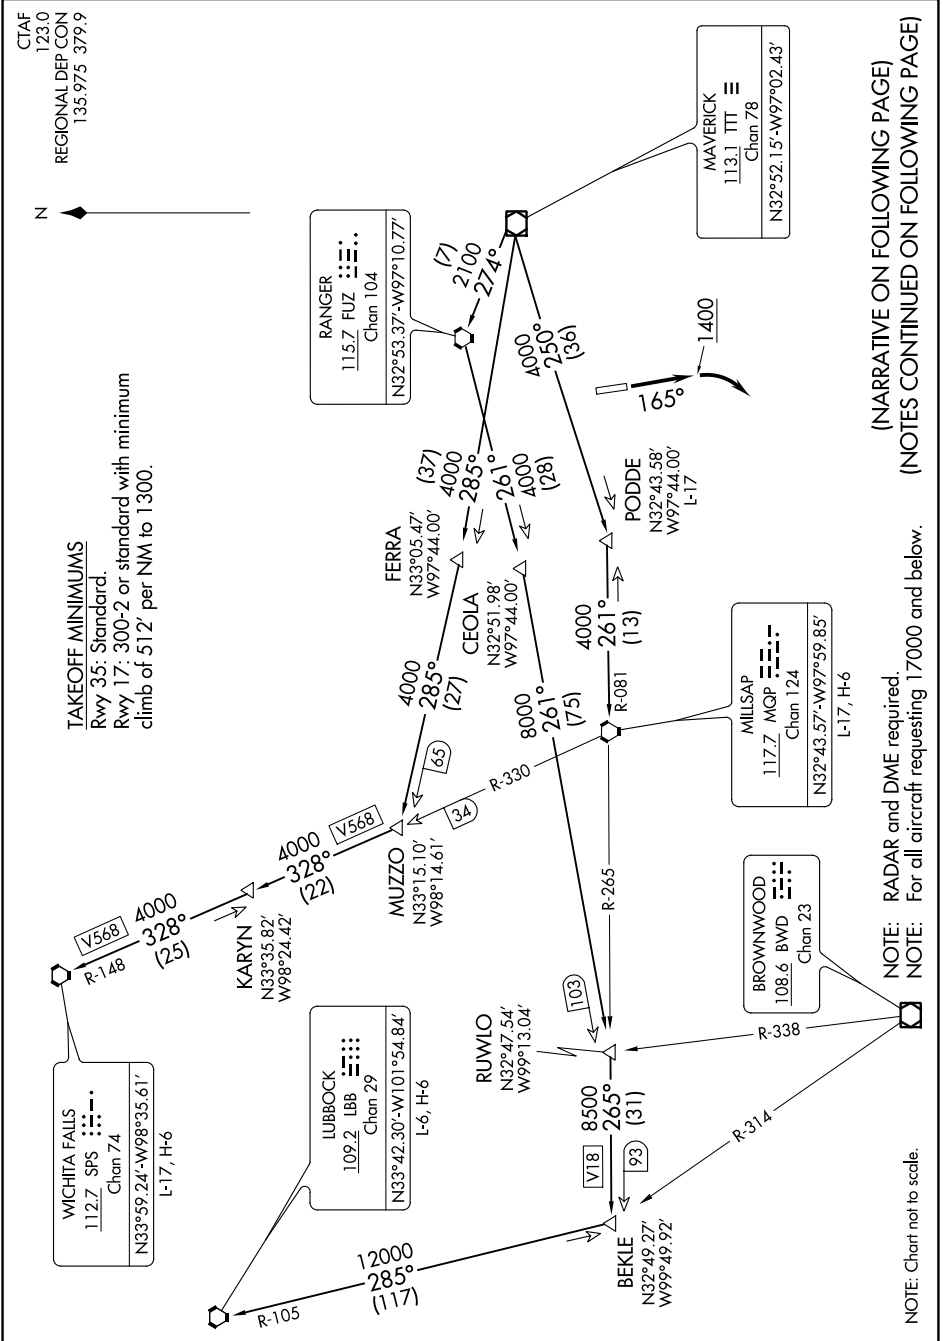 CTAF
123.0
REGIONAL DEP CON
135.975 379.9
N
TAKEOFF MINIMUMS
Rwy 35: Standard.
Rwy 17: 300-2 or standard with minimum
climb of 512' per NM to 1300.
WICHITA FALLS
112.7 SPS
Chan 74
N33°59.24'-W98°35.61'
L-17, H-6
R-148
V568
4000
328°
(25)
KARYN
N33°35.82'
W98°24.42'
4000
328°
(22)
V568
MUZZO
N33°15.10'
W98°14.61'
65
34
R-330
4000
285°
(27)
FERRA
N33°05.47'
W97°44.00'
(37)
4000
285°
RANGER
115.7 FUZ
Chan 104
N32°53.37'-W97°10.77'
(7)
2100
274°
MAVERICK
113.1 TTT
Chan 78
N32°52.15'-W97°02.43'
CEOLA
N32°51.98'
W97°44.00'
261°
4000
(28)
8000
261°
(75)
4000
250°
(36)
PODDE
N32°43.58'
W97°44.00'
L-17
165°
1400
4000
261°
(13)
R-081
MILLSAP
117.7 MQP
Chan 124
N32°43.57'-W97°59.85'
L-17, H-6
R-265
LUBBOCK
109.2 LBB
Chan 29
N33°42.30'-W101°54.84'
L-6, H-6
RUWLO
N32°47.54'
W99°13.04'
103
8500
265°
(31)
V18
93
BEKLE
N32°49.27'
W99°49.92'
12000
285°
(117)
R-105
BROWNWOOD
108.6 BWD
Chan 23
R-338
R-314
NOTE: RADAR and DME required.
NOTE: For all aircraft requesting 17000 and below.
NOTE: Chart not to scale.
(NARRATIVE ON FOLLOWING PAGE)
(NOTES CONTINUED ON FOLLOWING PAGE)